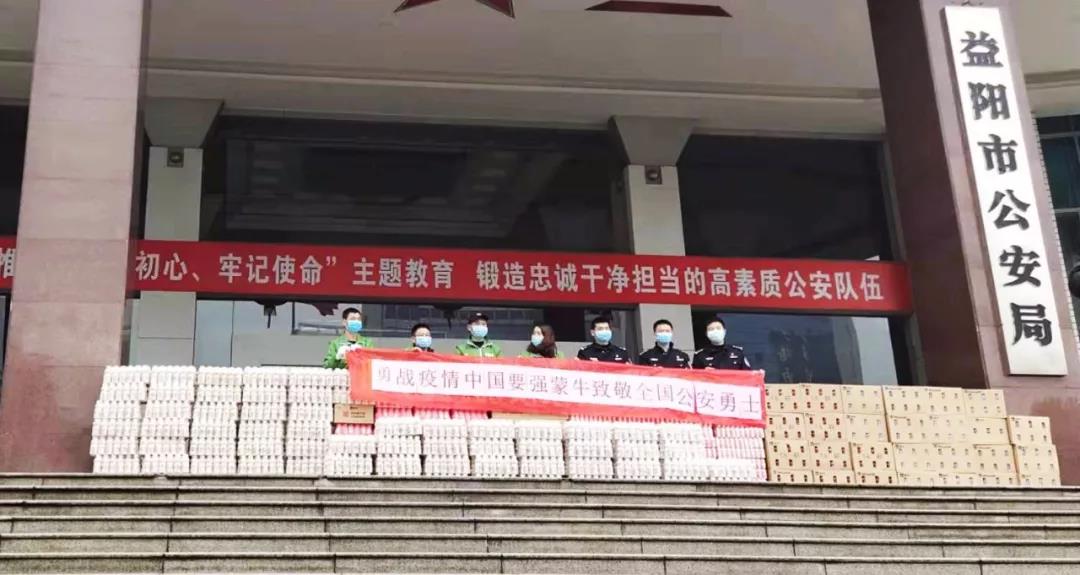 益阳市公安局
初心、牢记使命” 主题教育 锻造忠诚干净担当的高素质公安队伍
勇战疫情中国要强蒙牛致敬全国公安勇士